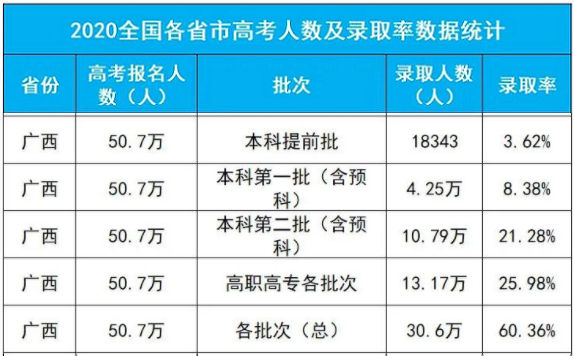 2020全国各省市高考人数及录取率数据统计
省份 高考报名人数（人） 批次 录取人数（人） 录取率
广西 50.7万 本科提前批 18343 3.62%
广西 50.7万 本科第一批（含预科） 4.25万 8.38%
广西 50.7万 本科第二批（含预科） 10.79万 21.28%
广西 50.7万 高职高专各批次 13.17万 25.98%
广西 50.7万 各批次（总） 30.6万 60.36%